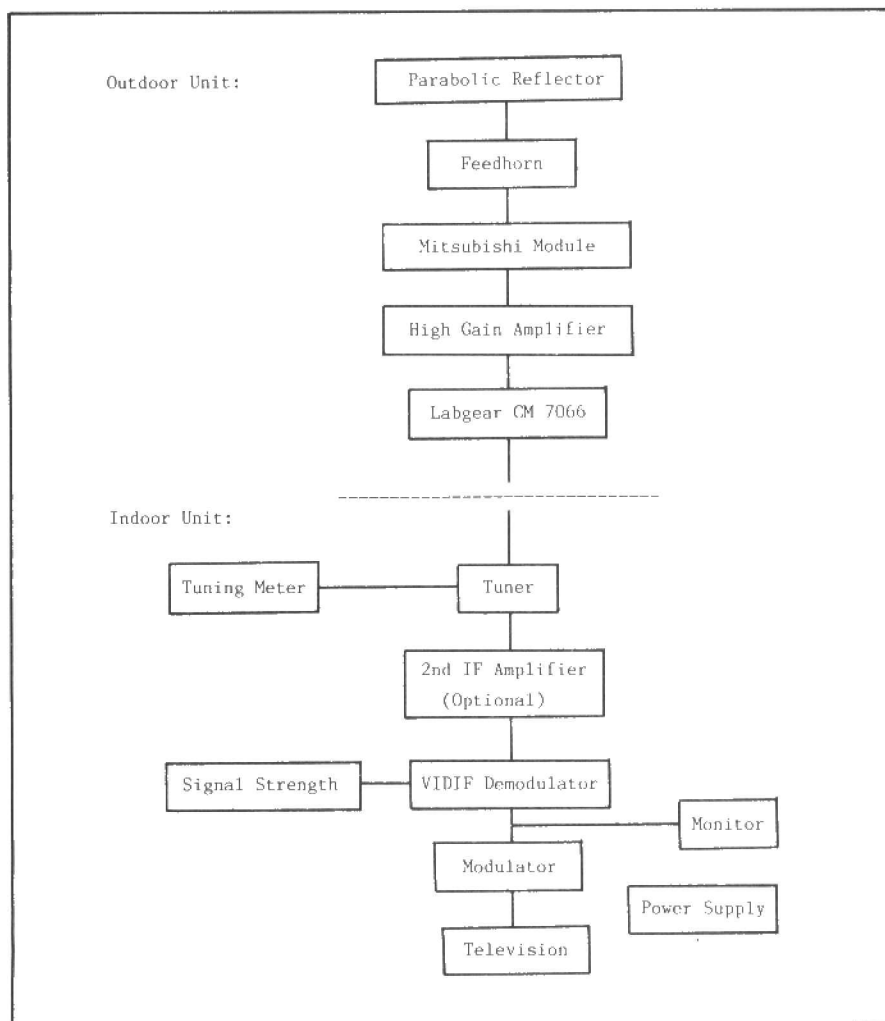 Outdoor Unit:
Parabolic Reflector
Feedhorn
Mitsubishi Module
High Gain Amplifier
Labgear CM 7066
Indoor Unit:
Tuning Meter
Tuner
2nd IF Amplifier
(Optional)
Signal Strength
VIDIF Demodulator
Monitor
Modulator
Power Supply
Television